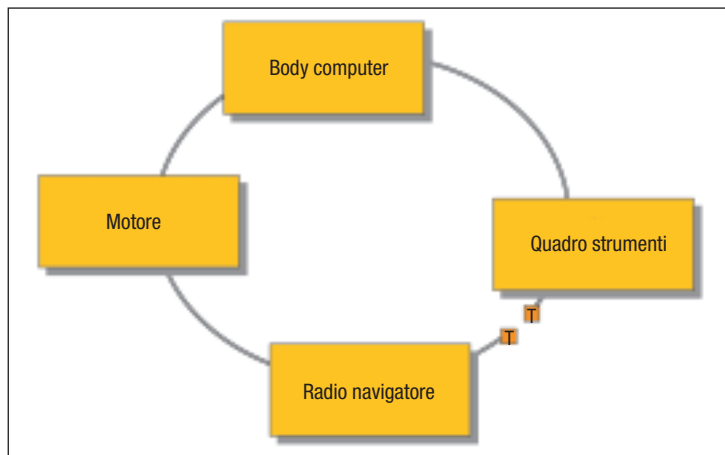 Body computer
Motore
Quadro strumenti
T
T
Radio navigatore